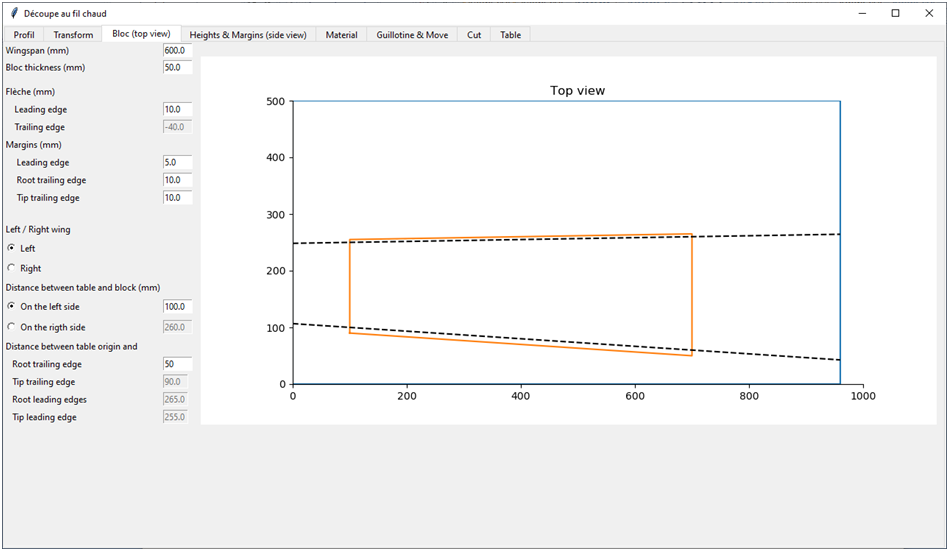 Découpe au fil chaud
Profil Transform Bloc (top view) Heights & Margins (side view) Material Guillotine & Move Cut Table
Wingspan (mm) 600.0
Bloc thickness (mm) 50.0
Flèche (mm)
Leading edge 10.0
Trailing edge -40.0
Margins (mm)
Leading edge 5.0
Root trailing edge 10.0
Tip trailing edge 10.0
Left / Right wing
Left
Right
Distance between table and block (mm)
On the left side 100.0
On the rigth side 260.0
Distance between table origin and
Root trailing edge 50
Tip trailing edge 90.0
Root leading edges 265.0
Tip leading edge 255.0
Top view
500
400
300
200
100
0
0 200 400 600 800 1000